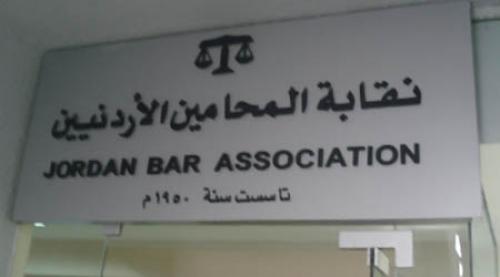 نقابة المحامين الأردنيين
JORDAN BAR ASSOCIATION
تأسست سنة ١٩٥٠م